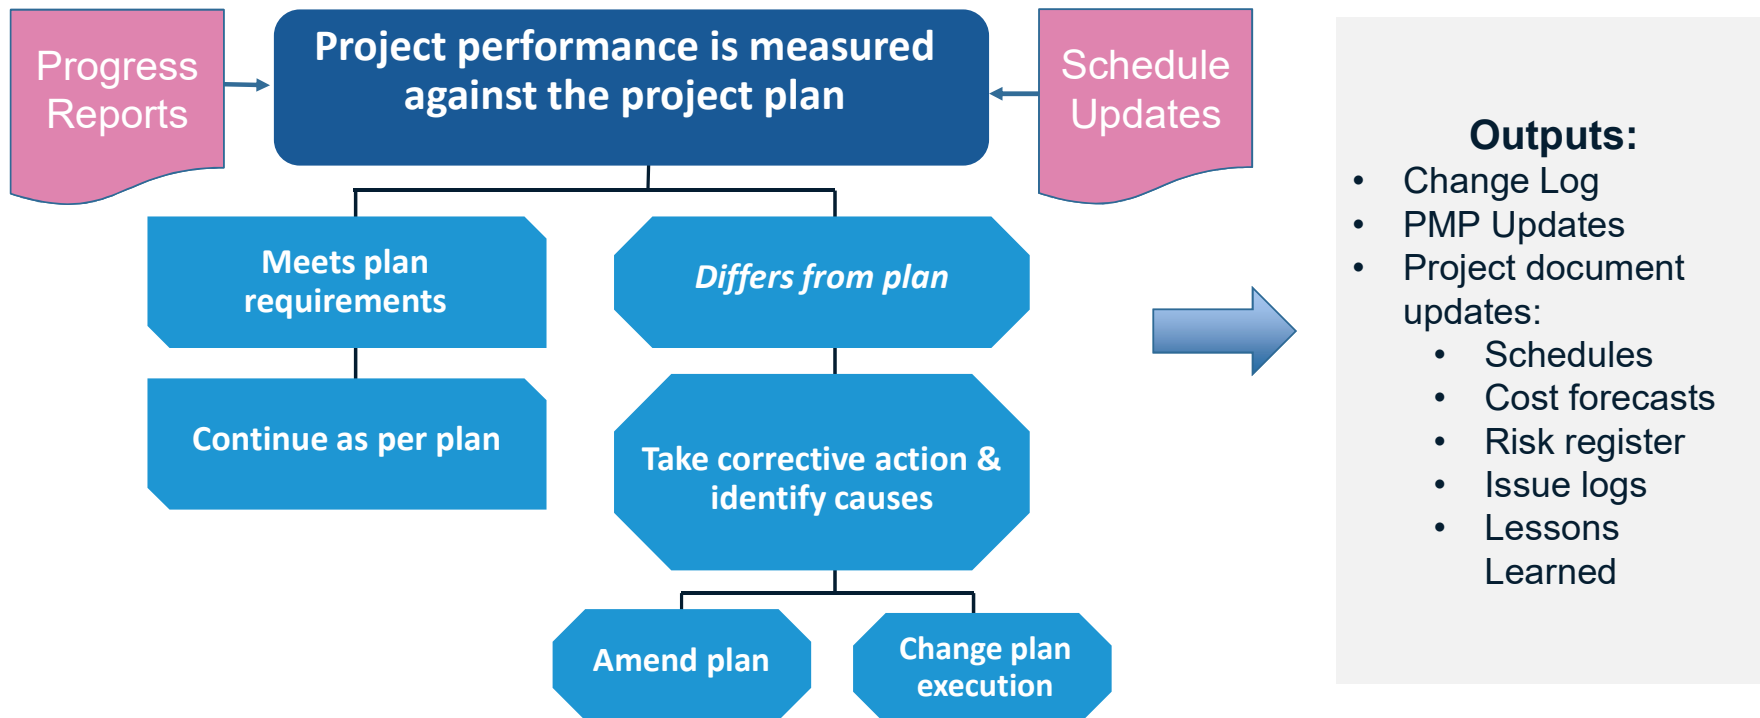 Progress
Reports
Project performance is measured
against the project plan
Schedule
Updates
Meets plan
requirements
Differs from plan
Continue as per plan
Take corrective action &
identify causes
Amend plan
Change plan
execution
Outputs:
• Change Log
• PMP Updates
• Project document
updates:
• Schedules
• Cost forecasts
• Risk register
• Issue logs
• Lessons
Learned